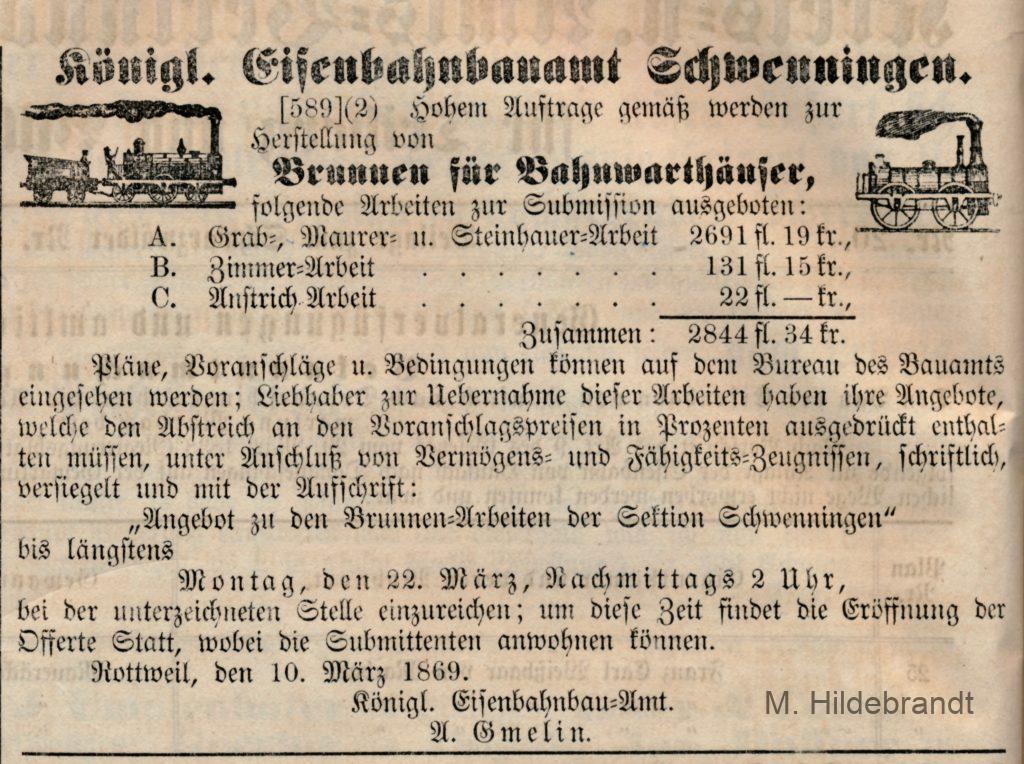 Königl. Eisenbahnbauamt Schwenningen.
[589](2) Hohem Auftrage gemäß werden zur
Herstellung von
Brunnen für Bahnwarthäuser,
folgende Arbeiten zur Submission ausgeboten:
A. Grab-, Maurer- u. Steinhauer-Arbeit 2691 fl. 19 kr.,
B. Zimmer-Arbeit . . . . . . . 131 fl. 15 kr.,
C. Anstrich-Arbeit . . . . . . . 22 fl. — kr.,
Zusammen: 2844 fl. 34 kr.
Pläne, Voranschläge u. Bedingungen können auf dem Bureau des Bauamts
eingesehen werden; Liebhaber zur Uebernahme dieser Arbeiten haben ihre Angebote,
welche den Abstreich an den Voranschlagspreisen in Prozenten ausgedrückt enthal-
ten müssen, unter Anschluß von Vermögens- und Fähigkeits-Zeugnissen, schriftlich,
versiegelt und mit der Aufschrift:
„Angebot zu den Brunnen-Arbeiten der Sektion Schwenningen“
bis längstens
Montag, den 22. März, Nachmittags 2 Uhr,
bei der unterzeichneten Stelle einzureichen; um diese Zeit findet die Eröffnung der
Offerte Statt, wobei die Submittenten anwohnen können.
Rottweil, den 10. März 1869.
Königl. Eisenbahnbau-Amt.
A. Gmelin.
M. Hildebrandt